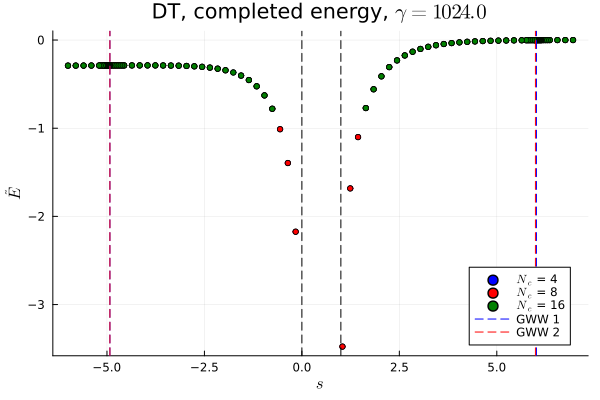 DT, completed energy, γ = 1024.0
0
−1
−2
−3
Ẽ
−5.0
−2.5
0.0
2.5
5.0
s
N_c = 4
N_c = 8
N_c = 16
GWW 1
GWW 2